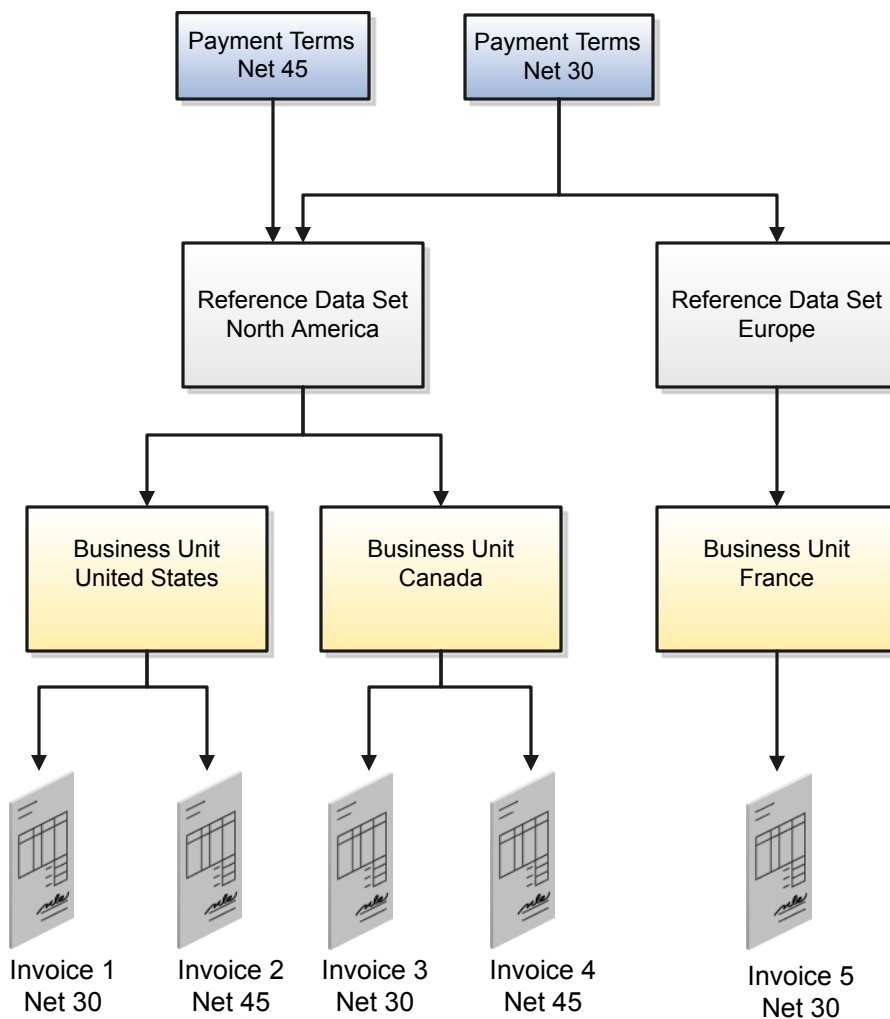 Payment Terms
Net 45
Payment Terms
Net 30
Reference Data Set
North America
Reference Data Set
Europe
Business Unit
United States
Business Unit
Canada
Business Unit
France
Invoice 1
Net 30
Invoice 2
Net 45
Invoice 3
Net 30
Invoice 4
Net 45
Invoice 5
Net 30